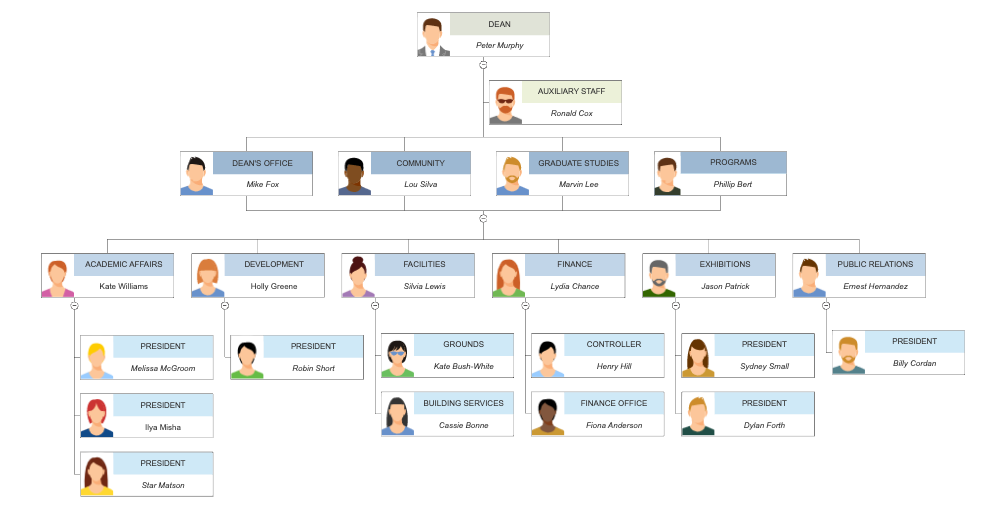 DEAN
Peter Murphy
AUXILIARY STAFF
Ronald Cox
DEAN'S OFFICE
Mike Fox
COMMUNITY
Lou Silva
GRADUATE STUDIES
Marvin Lee
PROGRAMS
Phillip Bert
ACADEMIC AFFAIRS
Kate Williams
DEVELOPMENT
Holly Greene
FACILITIES
Silvia Lewis
FINANCE
Lydia Chance
EXHIBITIONS
Jason Patrick
PUBLIC RELATIONS
Ernest Hernandez
PRESIDENT
Melissa McGroom
PRESIDENT
Robin Short
GROUNDS
Kate Bush-White
CONTROLLER
Henry Hill
PRESIDENT
Sydney Small
PRESIDENT
Billy Cordan
PRESIDENT
Ilya Misha
BUILDING SERVICES
Cassie Bonne
FINANCE OFFICE
Fiona Anderson
PRESIDENT
Dylan Forth
PRESIDENT
Star Matson